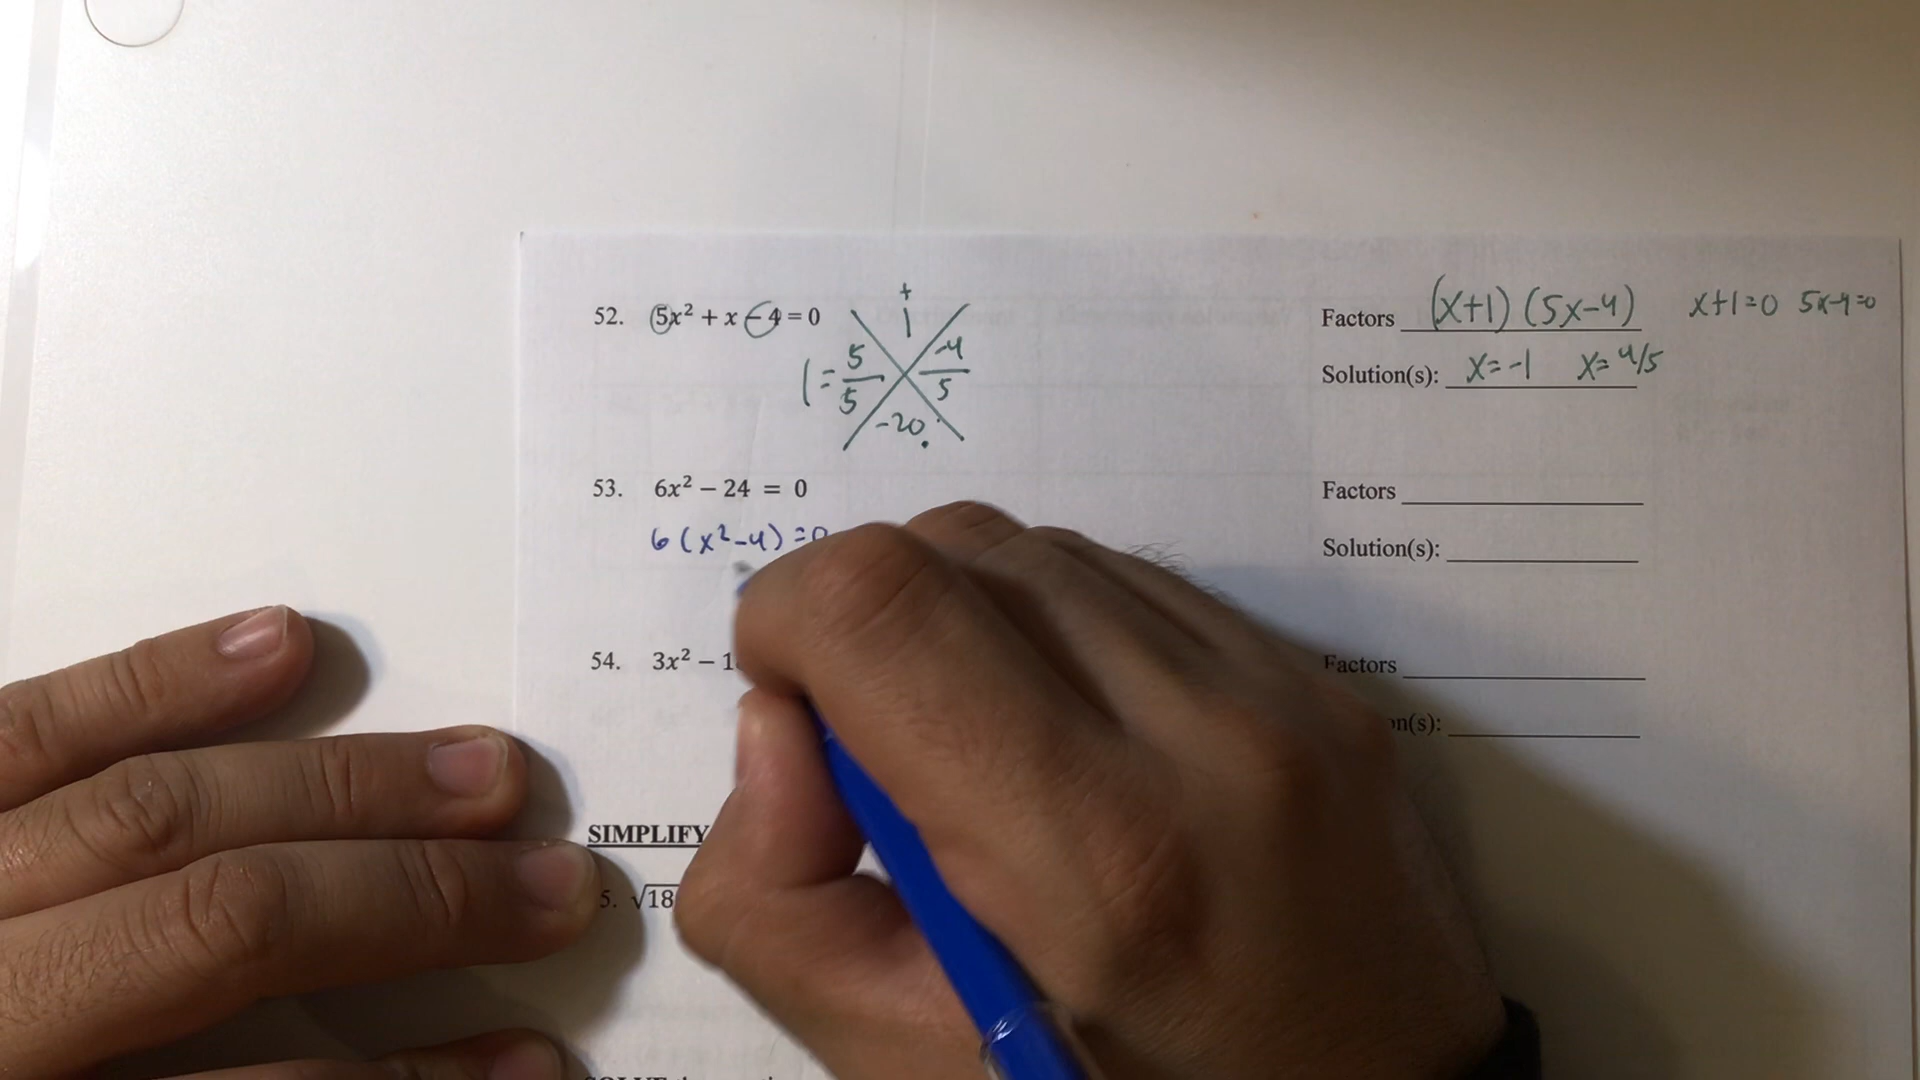 52. 5x² + x − 4 = 0
+
1
1 = 5/5
-4/5
-20
Factors (x+1) (5x-4) x+1=0 5x-4=0
Solution(s): x=-1 x=4/5
53. 6x² − 24 = 0
6(x²-4)=0
Factors
Solution(s):
54. 3x² − 1
Factors
on(s):
SIMPLIFY
5. √18